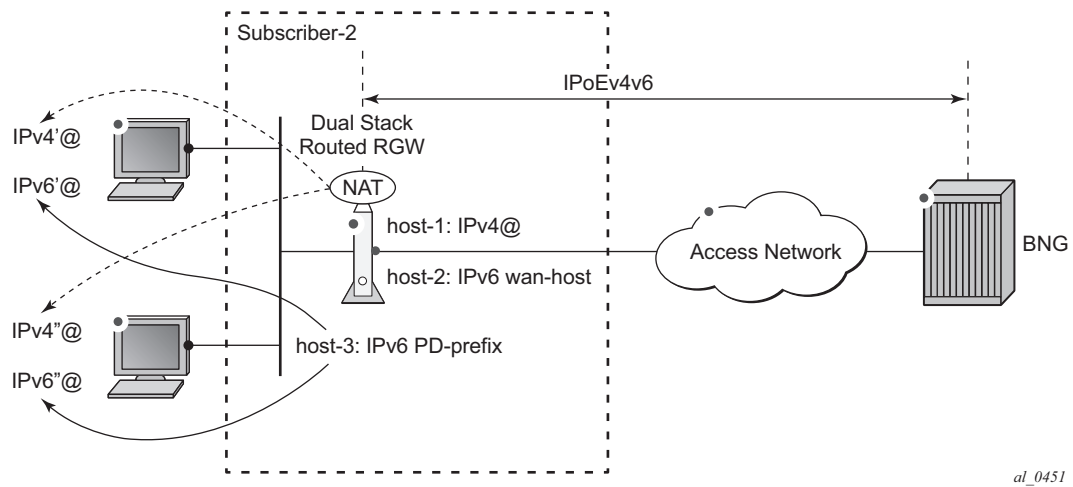 Subscriber-2
IPoEv4v6
IPv4'@
IPv6'@
Dual Stack
Routed RGW
NAT
host-1: IPv4@
host-2: IPv6 wan-host
Access Network
BNG
IPv4"@
IPv6"@
host-3: IPv6 PD-prefix
al_0451